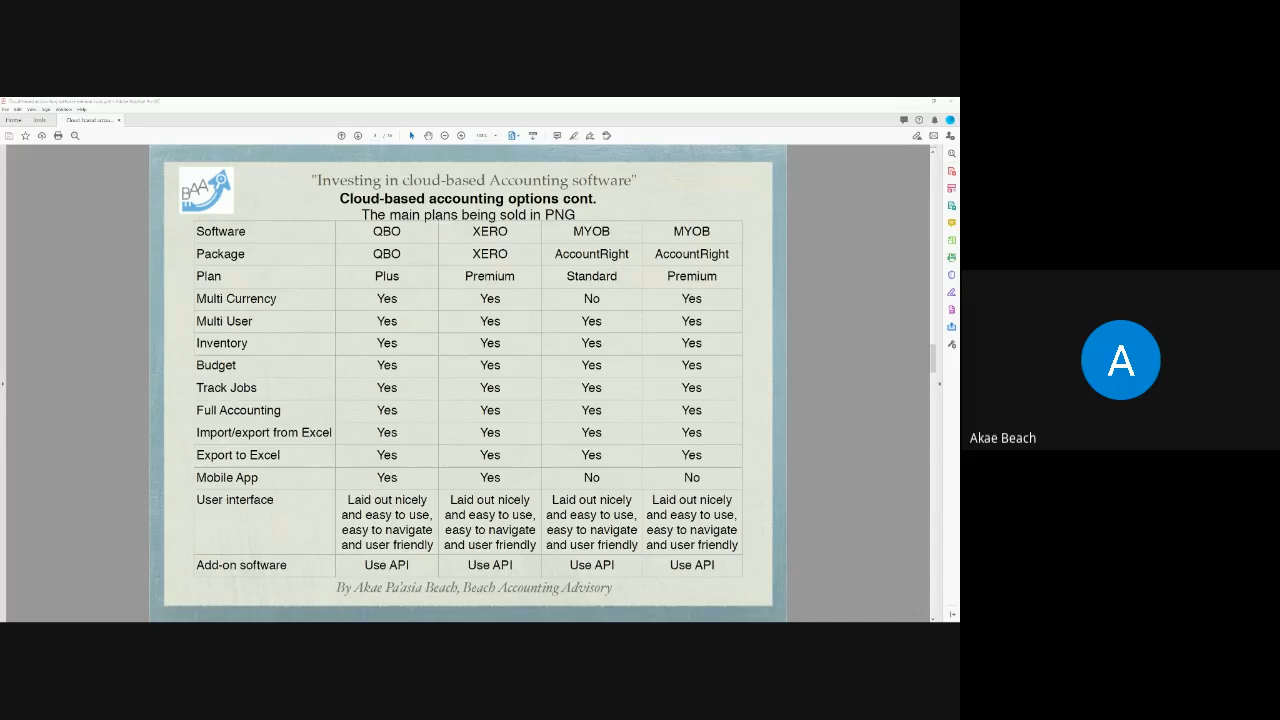 Home Tools Cloud-based accou... ×
"Investing in cloud-based Accounting software"
BAA
Cloud-based accounting options cont.
The main plans being sold in PNG
Software QBO XERO MYOB MYOB
Package QBO XERO AccountRight AccountRight
Plan Plus Premium Standard Premium
Multi Currency Yes Yes No Yes
Multi User Yes Yes Yes Yes
Inventory Yes Yes Yes Yes
Budget Yes Yes Yes Yes
Track Jobs Yes Yes Yes Yes
Full Accounting Yes Yes Yes Yes
Import/export from Excel Yes Yes Yes Yes
Export to Excel Yes Yes Yes Yes
Mobile App Yes Yes No No
User interface Laid out nicely Laid out nicely Laid out nicely Laid out nicely
and easy to use, and easy to use, and easy to use, and easy to use,
easy to navigate easy to navigate easy to navigate easy to navigate
and user friendly and user friendly and user friendly and user friendly
Add-on software Use API Use API Use API Use API
By Akae Pa'asia Beach, Beach Accounting Advisory
A
Akae Beach